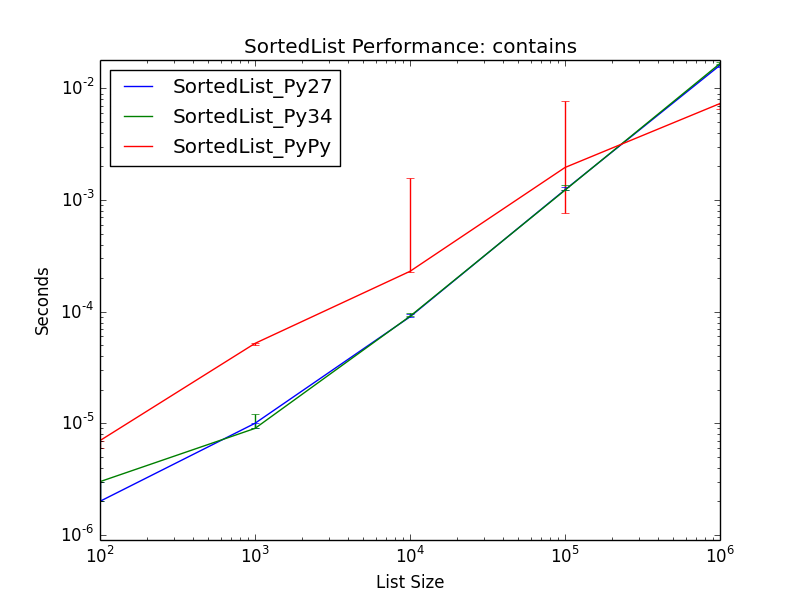 SortedList Performance: contains
SortedList_Py27
SortedList_Py34
SortedList_PyPy
Seconds
10^-2
10^-3
10^-4
10^-5
10^-6
10^2 10^3 10^4 10^5 10^6
List Size